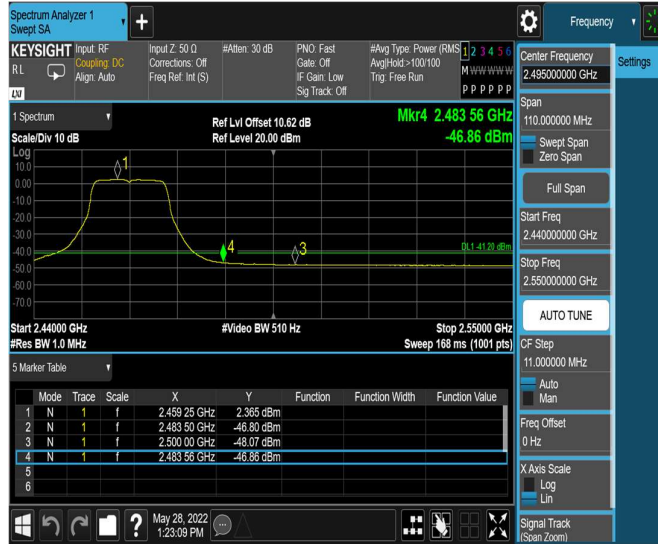 Spectrum Analyzer 1
Swept SA
Frequency
KEYSIGHT
RL
LXI
Input: RF
Coupling: DC
Align: Auto
Input Z: 50 Ω
Corrections: Off
Freq Ref: Int (S)
#Atten: 30 dB
PNO: Fast
Gate: Off
IF Gain: Low
Sig Track: Off
#Avg Type: Power (RMS
Avg|Hold:>100/100
Trig: Free Run
1 2 3 4 5 6
M W W W W W
P P P P P P
1 Spectrum
Scale/Div 10 dB
Log
Ref Lvl Offset 10.62 dB
Ref Level 20.00 dBm
Mkr4 2.483 56 GHz
-46.86 dBm
10.0
0.00
-10.0
-20.0
-30.0
-40.0
-50.0
-60.0
-70.0
1
4
3
DL1 -41.20 dBm
Start 2.44000 GHz
#Res BW 1.0 MHz
#Video BW 510 Hz
Stop 2.55000 GHz
Sweep 168 ms (1001 pts)
5 Marker Table
Mode Trace Scale X Y Function Function Width Function Value
1 N 1 f 2.459 25 GHz 2.365 dBm
2 N 1 f 2.483 50 GHz -46.80 dBm
3 N 1 f 2.500 00 GHz -48.07 dBm
4 N 1 f 2.483 56 GHz -46.86 dBm
5
6
May 28, 2022
1:23:09 PM
Center Frequency
2.495000000 GHz
Settings
Span
110.000000 MHz
Swept Span
Zero Span
Full Span
Start Freq
2.440000000 GHz
Stop Freq
2.550000000 GHz
AUTO TUNE
CF Step
11.000000 MHz
Auto
Man
Freq Offset
0 Hz
X Axis Scale
Log
Lin
Signal Track
(Span Zoom)